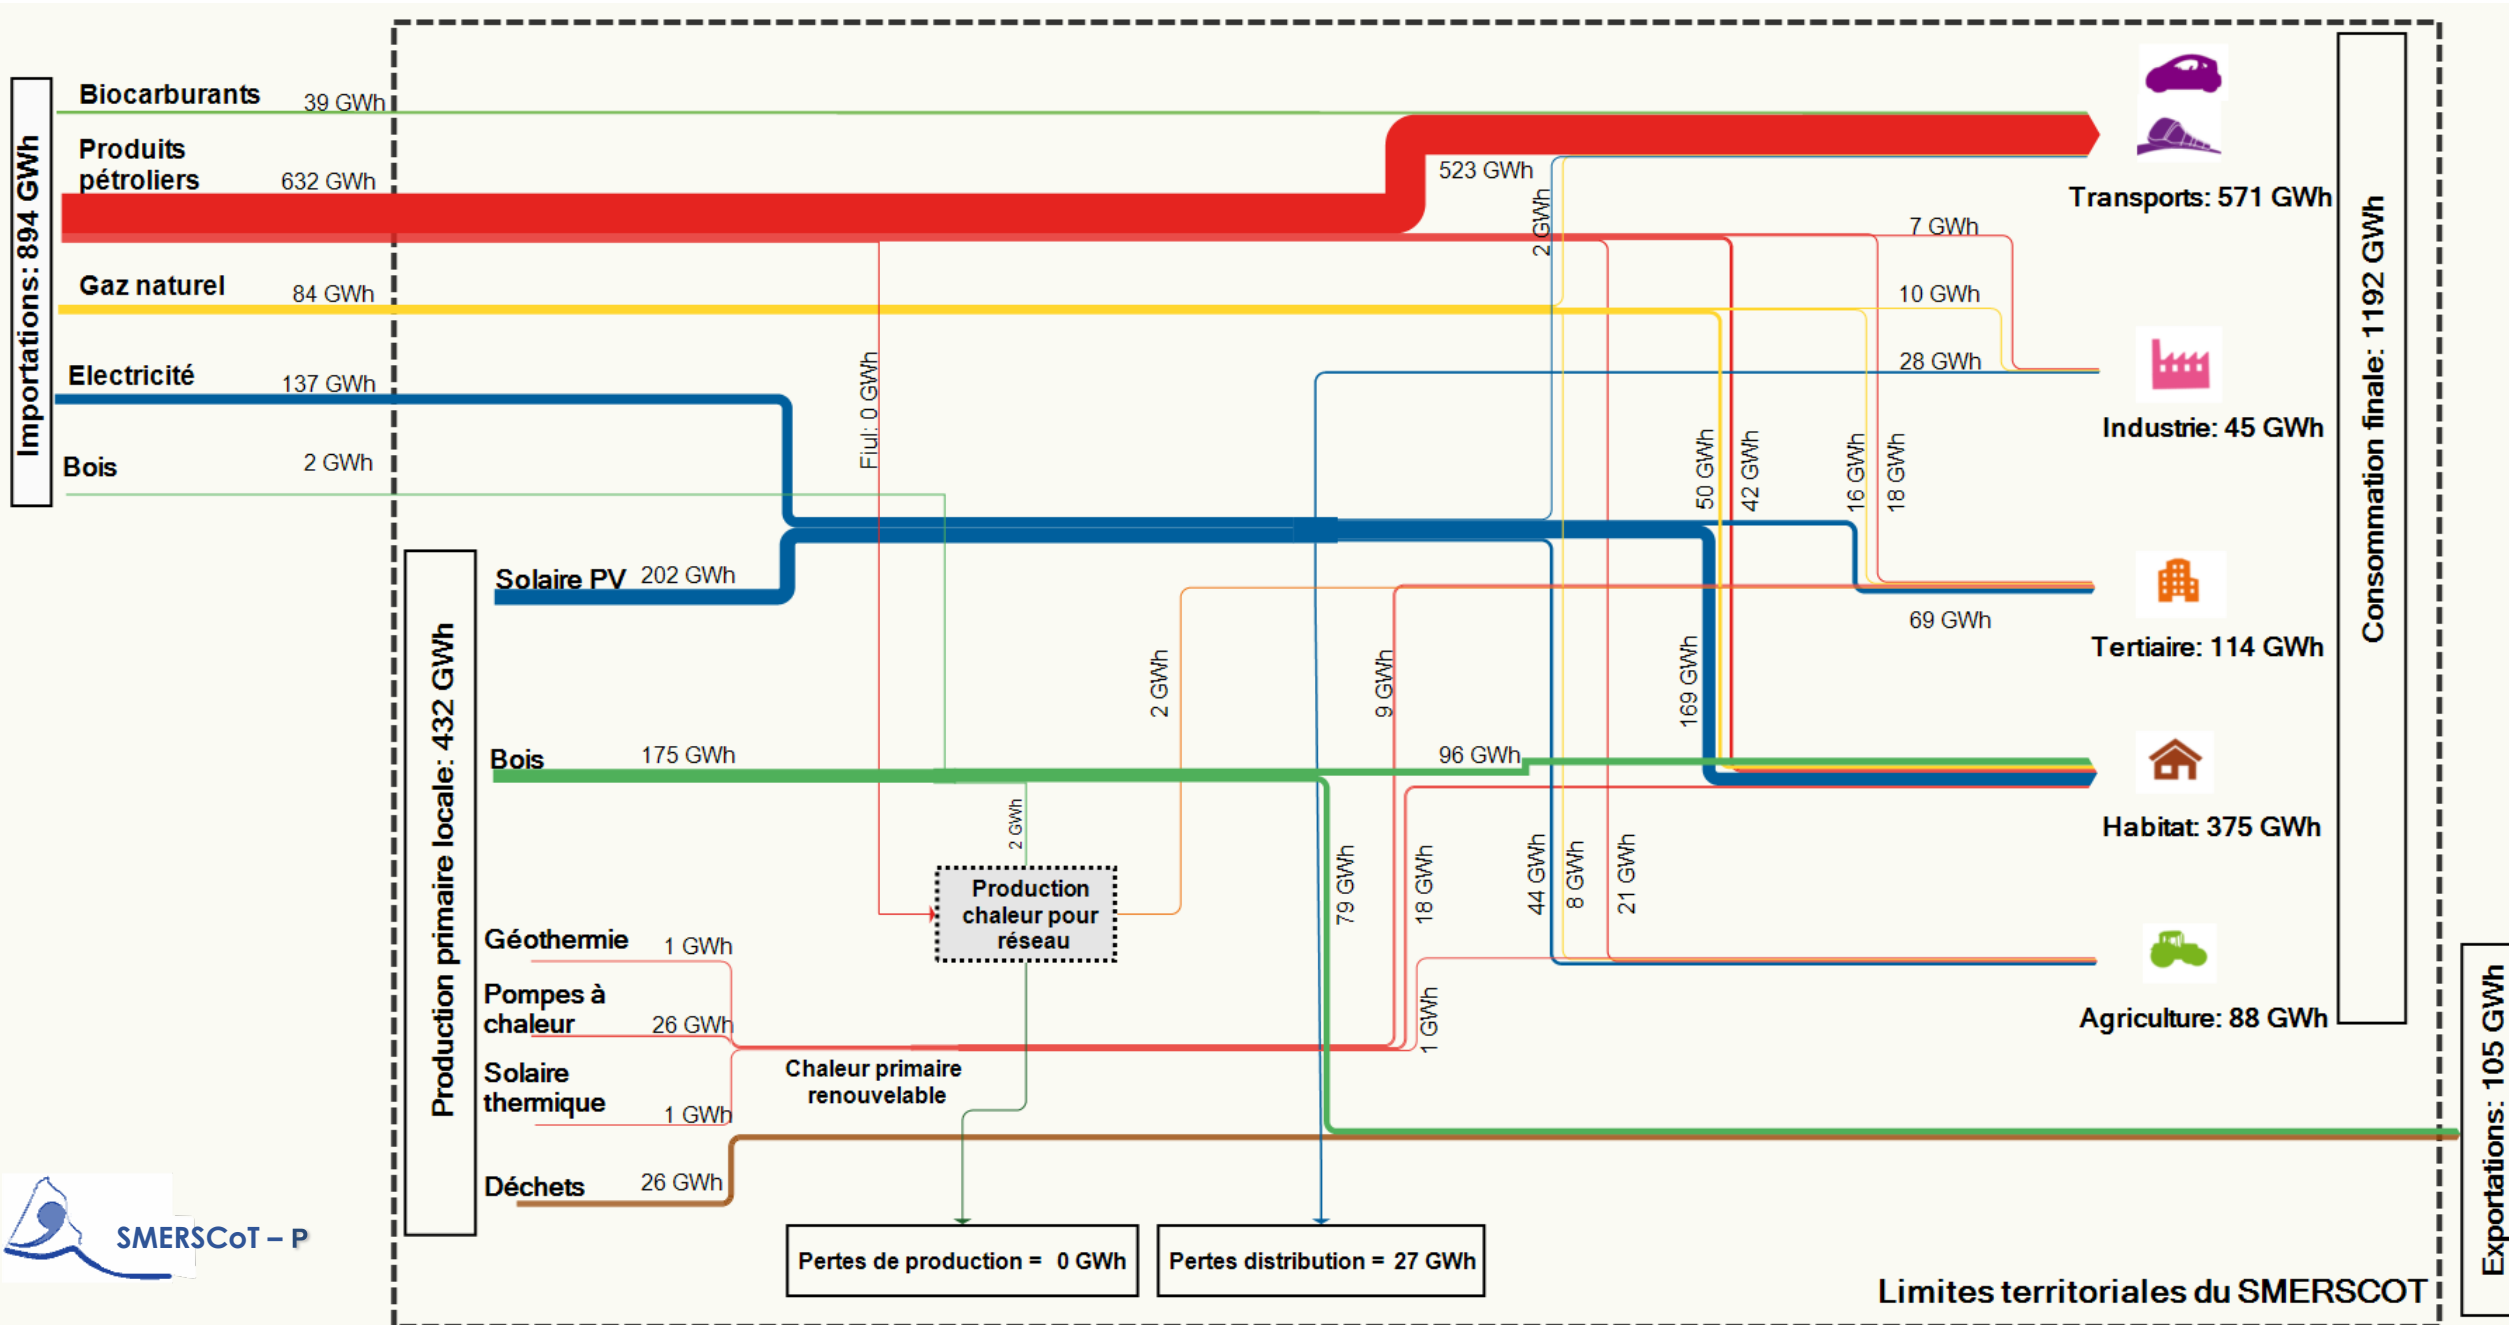 Importations: 894 GWh
Biocarburants
39 GWh
Produits
pétroliers
632 GWh
Gaz naturel
84 GWh
Electricité
137 GWh
Bois
2 GWh
Production primaire locale: 432 GWh
Solaire PV
202 GWh
Bois
175 GWh
Géothermie
1 GWh
Pompes à
chaleur
26 GWh
Solaire
thermique
1 GWh
Déchets
26 GWh
Fiul: 0 GWh
2 GWh
Production
chaleur pour
réseau
Chaleur primaire
renouvelable
2 GWh
9 GWh
79 GWh
18 GWh
1 GWh
96 GWh
523 GWh
2 GWh
44 GWh
8 GWh
21 GWh
169 GWh
50 GWh
42 GWh
16 GWh
18 GWh
7 GWh
10 GWh
28 GWh
69 GWh
Transports: 571 GWh
Industrie: 45 GWh
Tertiaire: 114 GWh
Habitat: 375 GWh
Agriculture: 88 GWh
Consommation finale: 1192 GWh
Exportations: 105 GWh
Pertes de production = 0 GWh
Pertes distribution = 27 GWh
Limites territoriales du SMERSCOT
SMERSCoT – P